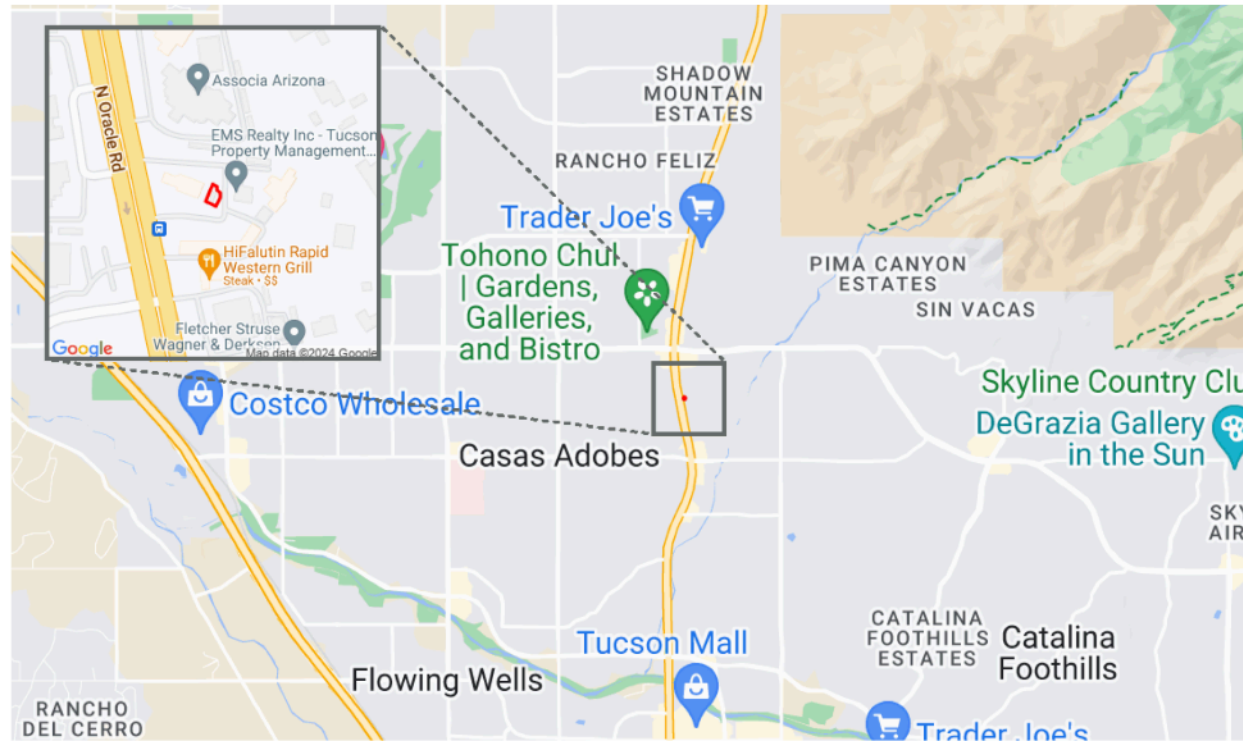 N Oracle Rd
Associa Arizona
EMS Realty Inc - Tucson
Property Management...
HiFalutin Rapid
Western Grill
Steak • $$
Fletcher Struse
Wagner & Derksen
Google
Map data ©2024 Google
SHADOW
MOUNTAIN
ESTATES
RANCHO FELIZ
Trader Joe's
Tohono Chul
| Gardens,
Galleries,
and Bistro
PIMA CANYON
ESTATES
SIN VACAS
Costco Wholesale
Casas Adobes
Skyline Country Clu
DeGrazia Gallery
in the Sun
SKY
AIR
CATALINA
FOOTHILLS
ESTATES
Catalina
Foothills
Tucson Mall
Flowing Wells
RANCHO
DEL CERRO
Trader Joe's